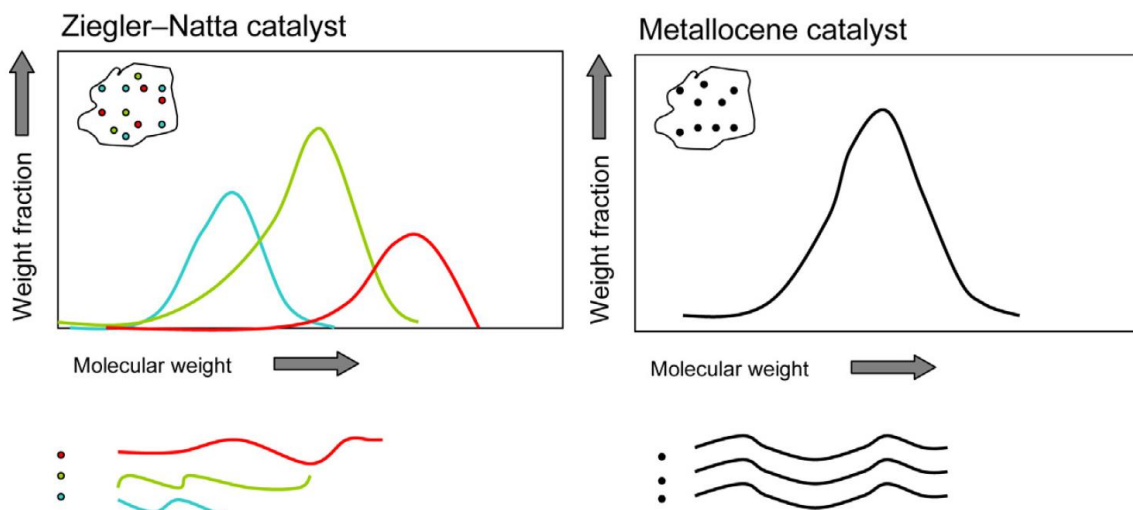 Ziegler–Natta catalyst
Weight fraction
Molecular weight
Metallocene catalyst
Weight fraction
Molecular weight